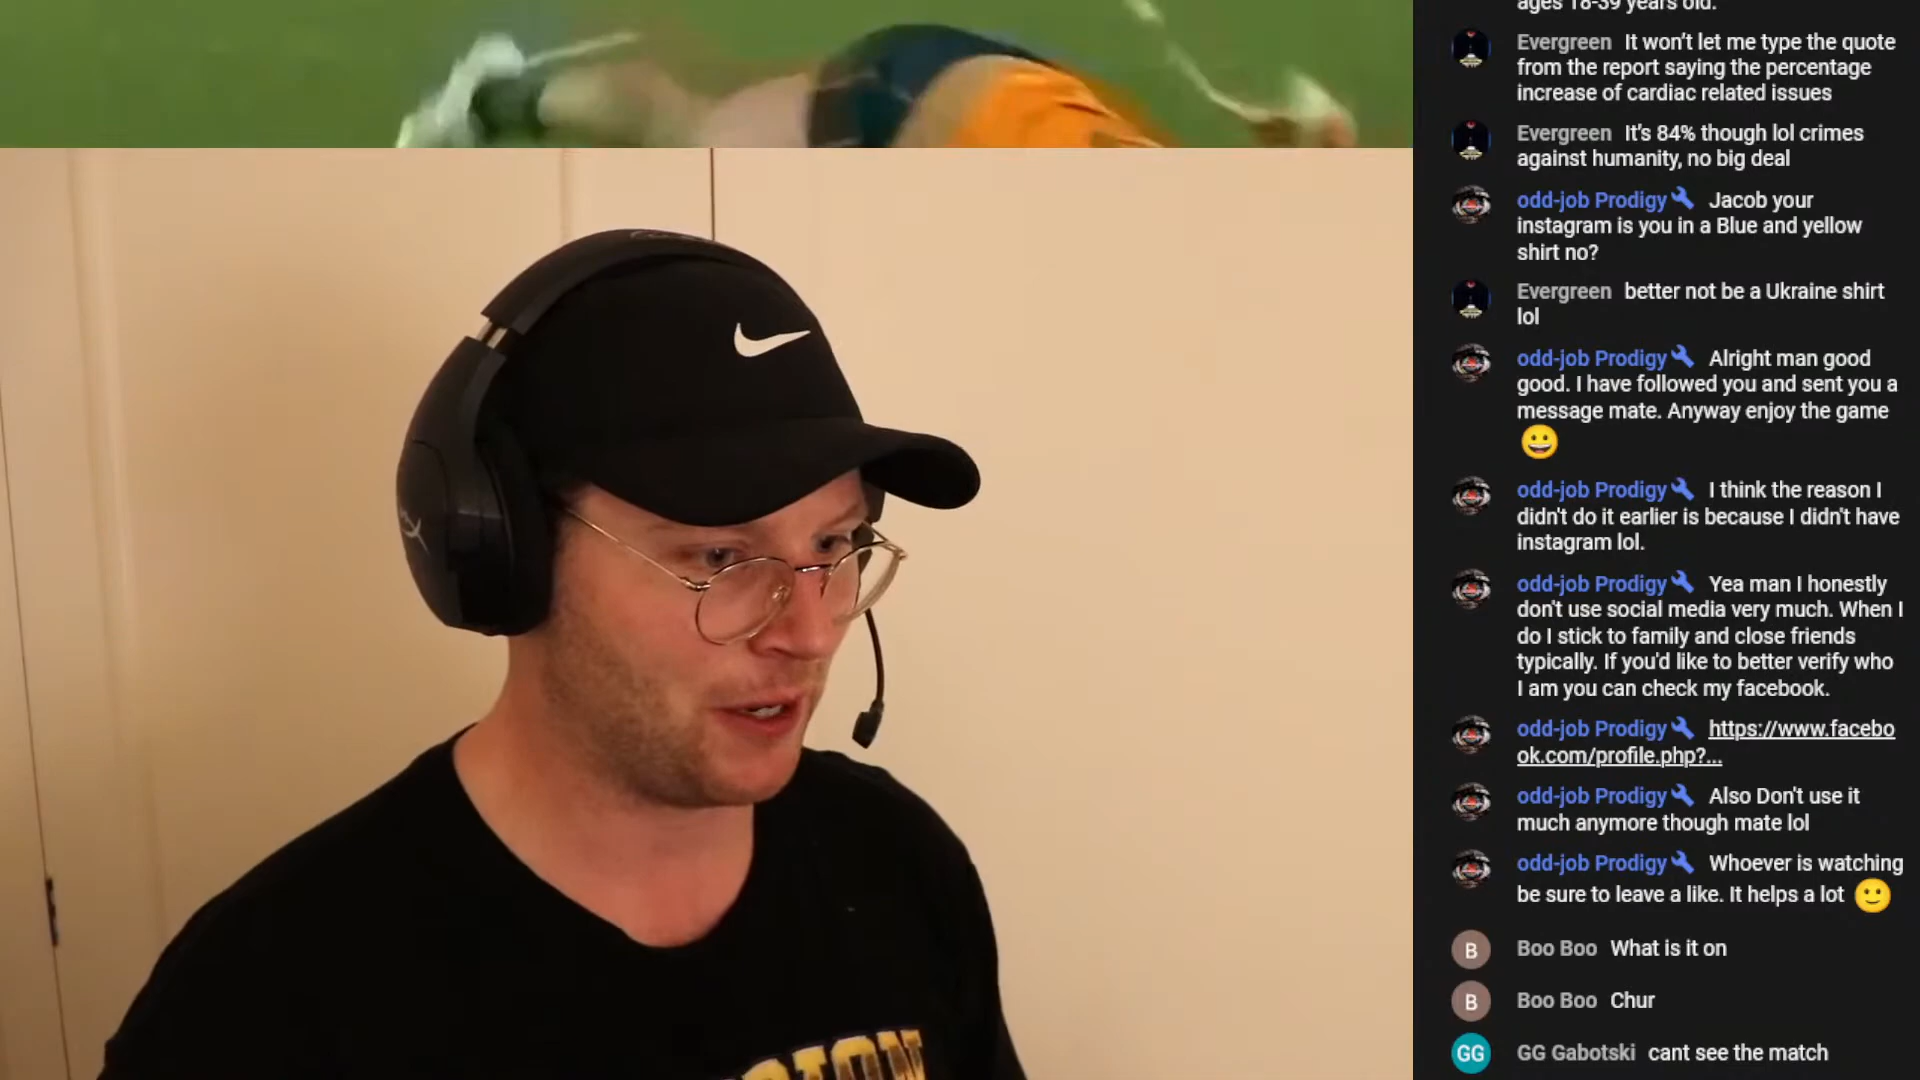 ages 18-39 years old.
Evergreen It won't let me type the quote
from the report saying the percentage
increase of cardiac related issues
Evergreen It's 84% though lol crimes
against humanity, no big deal
odd-job Prodigy Jacob your
instagram is you in a Blue and yellow
shirt no?
Evergreen better not be a Ukraine shirt
lol
odd-job Prodigy Alright man good
good. I have followed you and sent you a
message mate. Anyway enjoy the game
odd-job Prodigy I think the reason I
didn't do it earlier is because I didn't have
instagram lol.
odd-job Prodigy Yea man I honestly
don't use social media very much. When I
do I stick to family and close friends
typically. If you'd like to better verify who
I am you can check my facebook.
odd-job Prodigy https://www.facebo
ok.com/profile.php?...
odd-job Prodigy Also Don't use it
much anymore though mate lol
odd-job Prodigy Whoever is watching
be sure to leave a like. It helps a lot
B Boo Boo What is it on
B Boo Boo Chur
GG GG Gabotski cant see the match